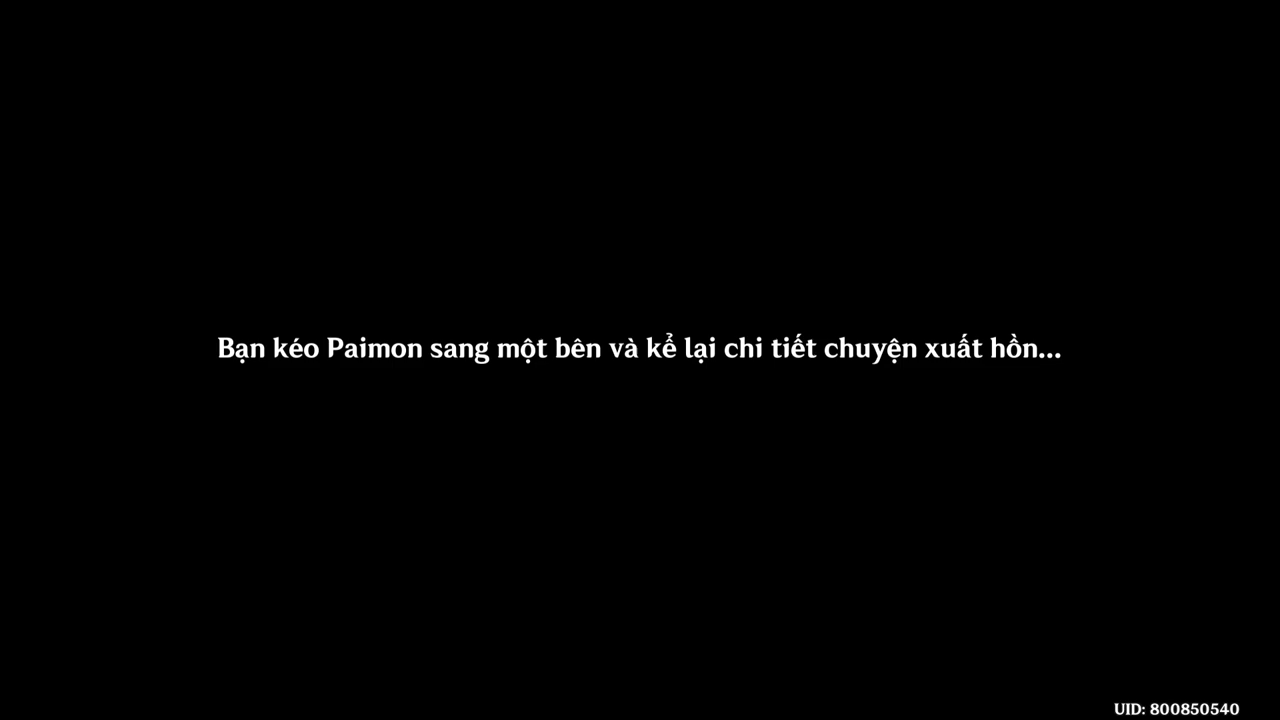 Bạn kéo Paimon sang một bên và kể lại chi tiết chuyện xuất hồn...
UID: 800850540